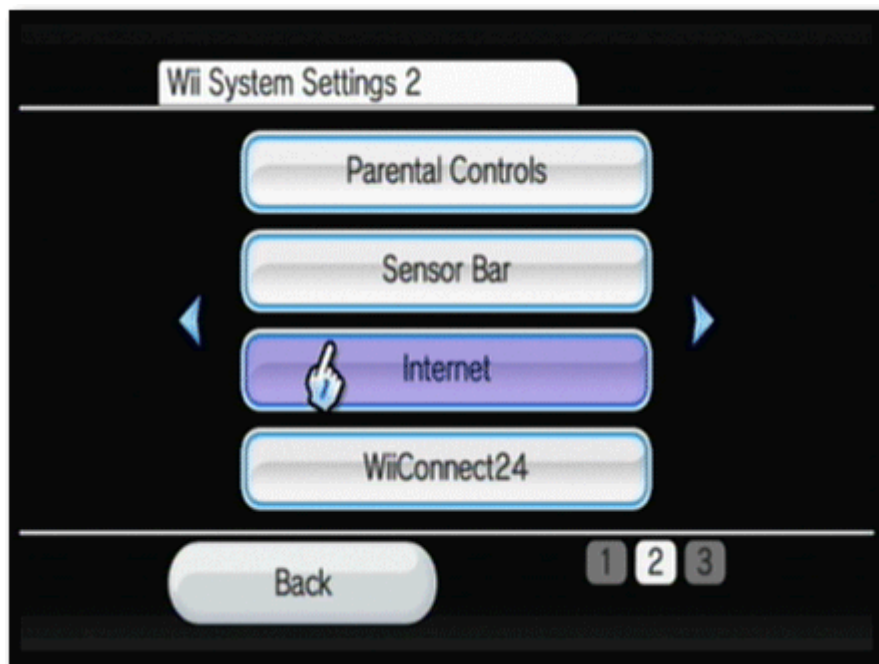 Wii System Settings 2
Parental Controls
Sensor Bar
Internet
WiiConnect24
Back
1 2 3